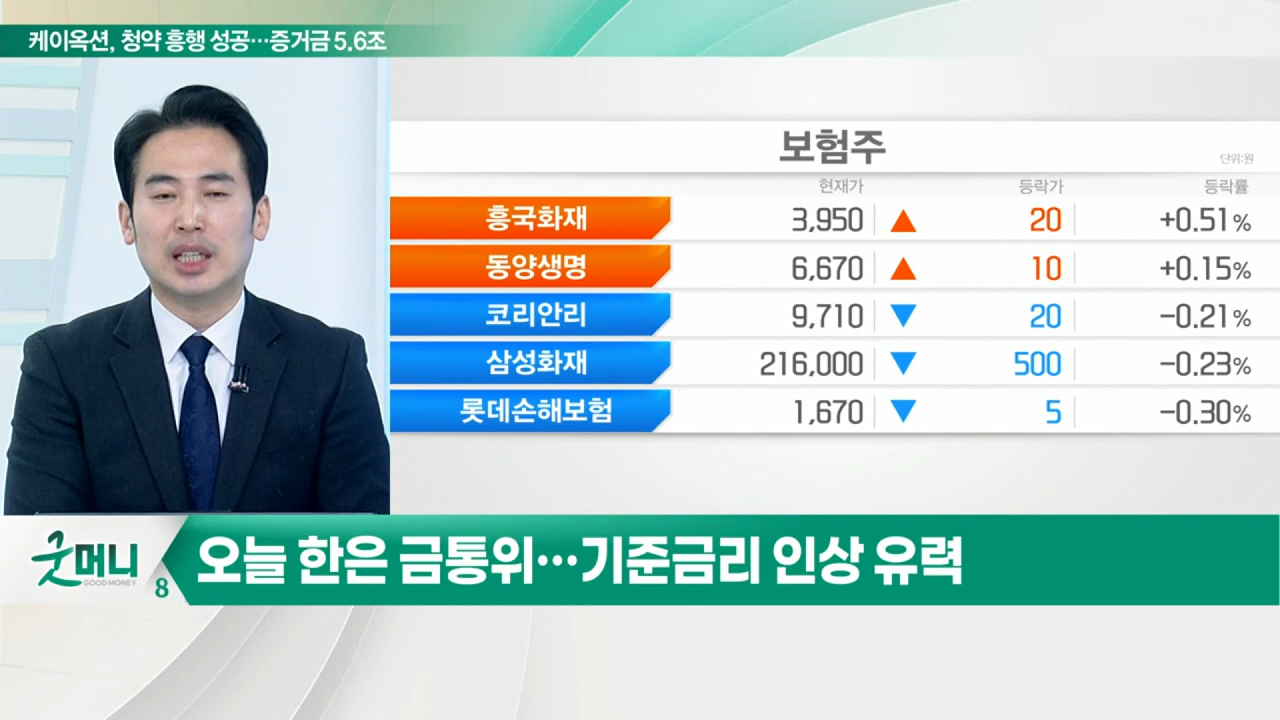 케이옥션, 청약 흥행 성공…증거금 5.6조
보험주
단위:원
현재가 등락가 등락률
흥국화재 3,950 ▲ 20 +0.51%
동양생명 6,670 ▲ 10 +0.15%
코리안리 9,710 ▼ 20 -0.21%
삼성화재 216,000 ▼ 500 -0.23%
롯데손해보험 1,670 ▼ 5 -0.30%
굿머니
GOOD MONEY
8
오늘 한은 금통위…기준금리 인상 유력